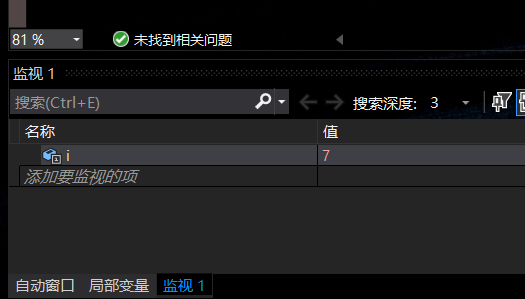 81 % 未找到相关问题
监视 1
搜索(Ctrl+E) 搜索深度: 3
名称 值
i 7
添加要监视的项
自动窗口 局部变量 监视 1